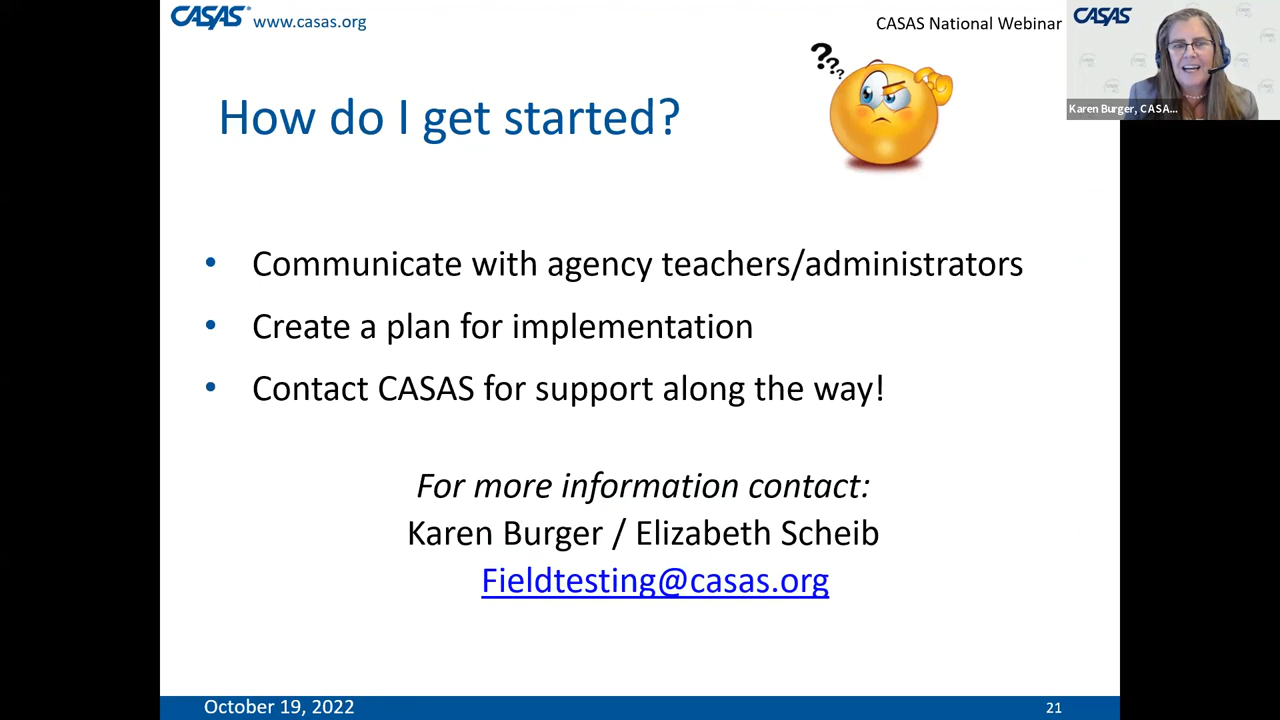 CASAS® www.casas.org
CASAS National Webinar
CASAS
Karen Burger, CASA...
???
How do I get started?
• Communicate with agency teachers/administrators
• Create a plan for implementation
• Contact CASAS for support along the way!
For more information contact:
Karen Burger / Elizabeth Scheib
Fieldtesting@casas.org
October 19, 2022
21